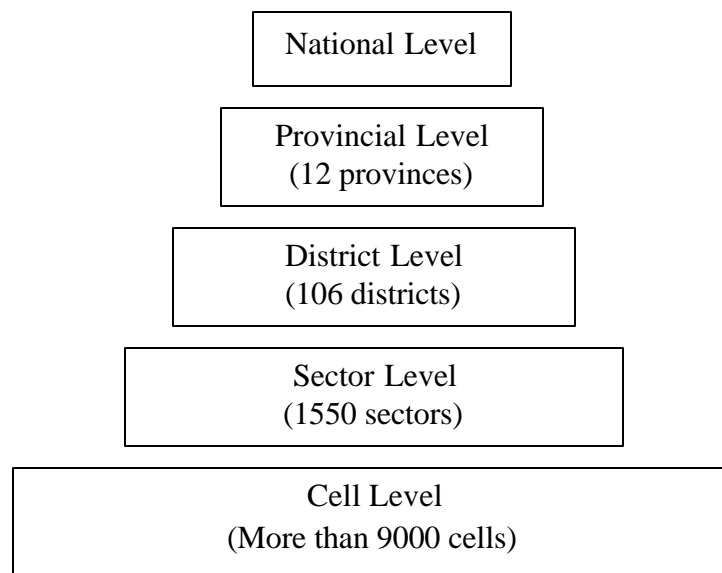 National Level
Provincial Level
(12 provinces)
District Level
(106 districts)
Sector Level
(1550 sectors)
Cell Level
(More than 9000 cells)